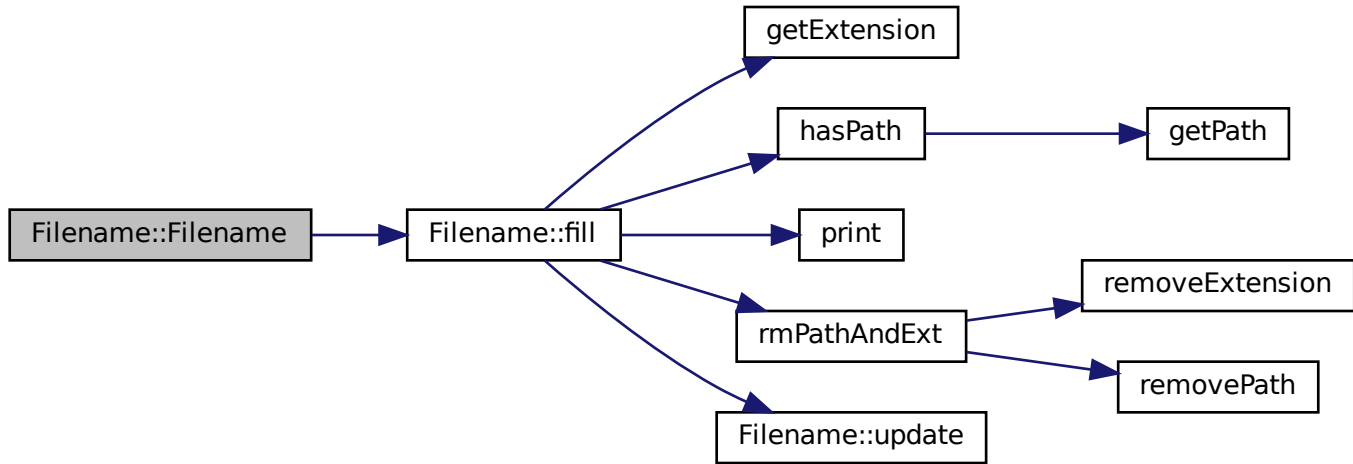 getExtension
hasPath
getPath
Filename::Filename
Filename::fill
print
removeExtension
rmPathAndExt
removePath
Filename::update